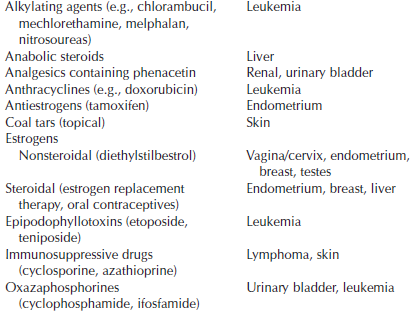 Alkylating agents (e.g., chlorambucil, Leukemia
mechlorethamine, melphalan,
nitrosoureas)
Anabolic steroids Liver
Analgesics containing phenacetin Renal, urinary bladder
Anthracyclines (e.g., doxorubicin) Leukemia
Antiestrogens (tamoxifen) Endometrium
Coal tars (topical) Skin
Estrogens
Nonsteroidal (diethylstilbestrol) Vagina/cervix, endometrium,
breast, testes
Steroidal (estrogen replacement Endometrium, breast, liver
therapy, oral contraceptives)
Epipodophyllotoxins (etoposide, Leukemia
teniposide)
Immunosuppressive drugs Lymphoma, skin
(cyclosporine, azathioprine)
Oxazaphosphorines Urinary bladder, leukemia
(cyclophosphamide, ifosfamide)